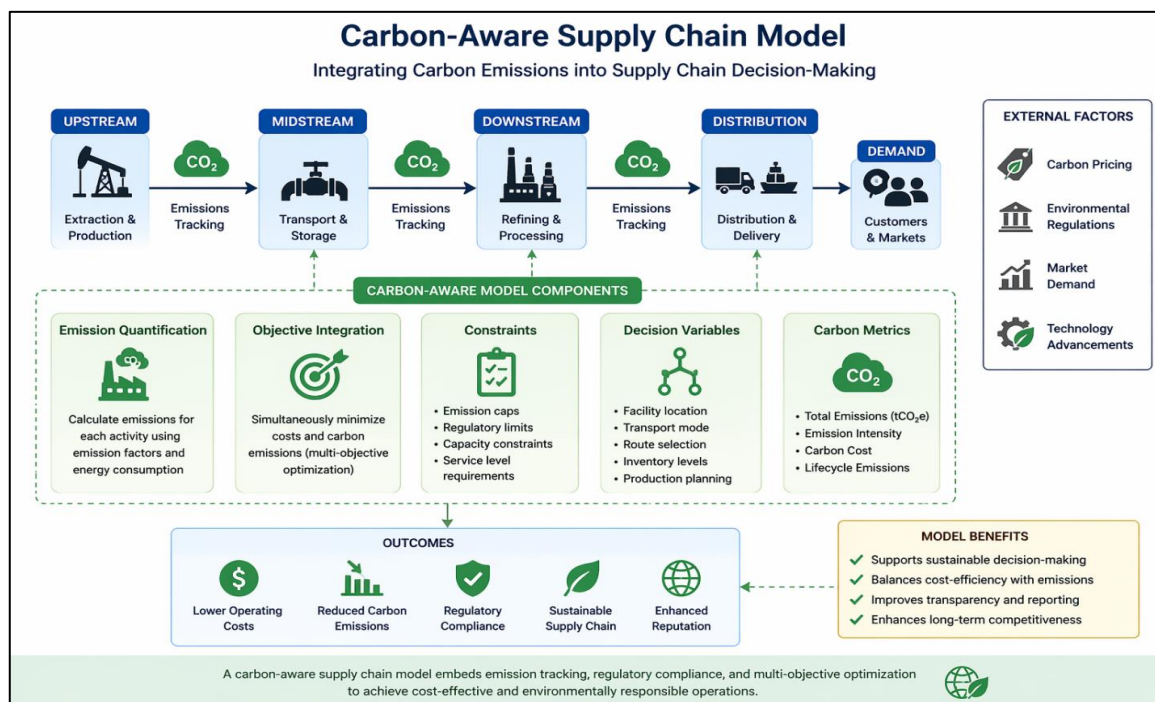 Carbon-Aware Supply Chain Model
Integrating Carbon Emissions into Supply Chain Decision-Making
UPSTREAM
Extraction &
Production
CO₂
Emissions
Tracking
MIDSTREAM
Transport &
Storage
CO₂
Emissions
Tracking
DOWNSTREAM
Refining &
Processing
CO₂
Emissions
Tracking
DISTRIBUTION
Distribution &
Delivery
DEMAND
Customers
& Markets
EXTERNAL FACTORS
Carbon Pricing
Environmental
Regulations
Market
Demand
Technology
Advancements
CARBON-AWARE MODEL COMPONENTS
Emission Quantification
CO₂
Calculate emissions for
each activity using
emission factors and
energy consumption
Objective Integration
Simultaneously minimize
costs and carbon
emissions (multi-objective
optimization)
Constraints
• Emission caps
• Regulatory limits
• Capacity constraints
• Service level
requirements
Decision Variables
• Facility location
• Transport mode
• Route selection
• Inventory levels
• Production planning
Carbon Metrics
CO₂
• Total Emissions (tCO₂e)
• Emission Intensity
• Carbon Cost
• Lifecycle Emissions
OUTCOMES
$
Lower Operating
Costs
Reduced Carbon
Emissions
Regulatory
Compliance
Sustainable
Supply Chain
Enhanced
Reputation
MODEL BENEFITS
✓ Supports sustainable decision-making
✓ Balances cost-efficiency with emissions
✓ Improves transparency and reporting
✓ Enhances long-term competitiveness
A carbon-aware supply chain model embeds emission tracking, regulatory compliance, and multi-objective optimization
to achieve cost-effective and environmentally responsible operations.